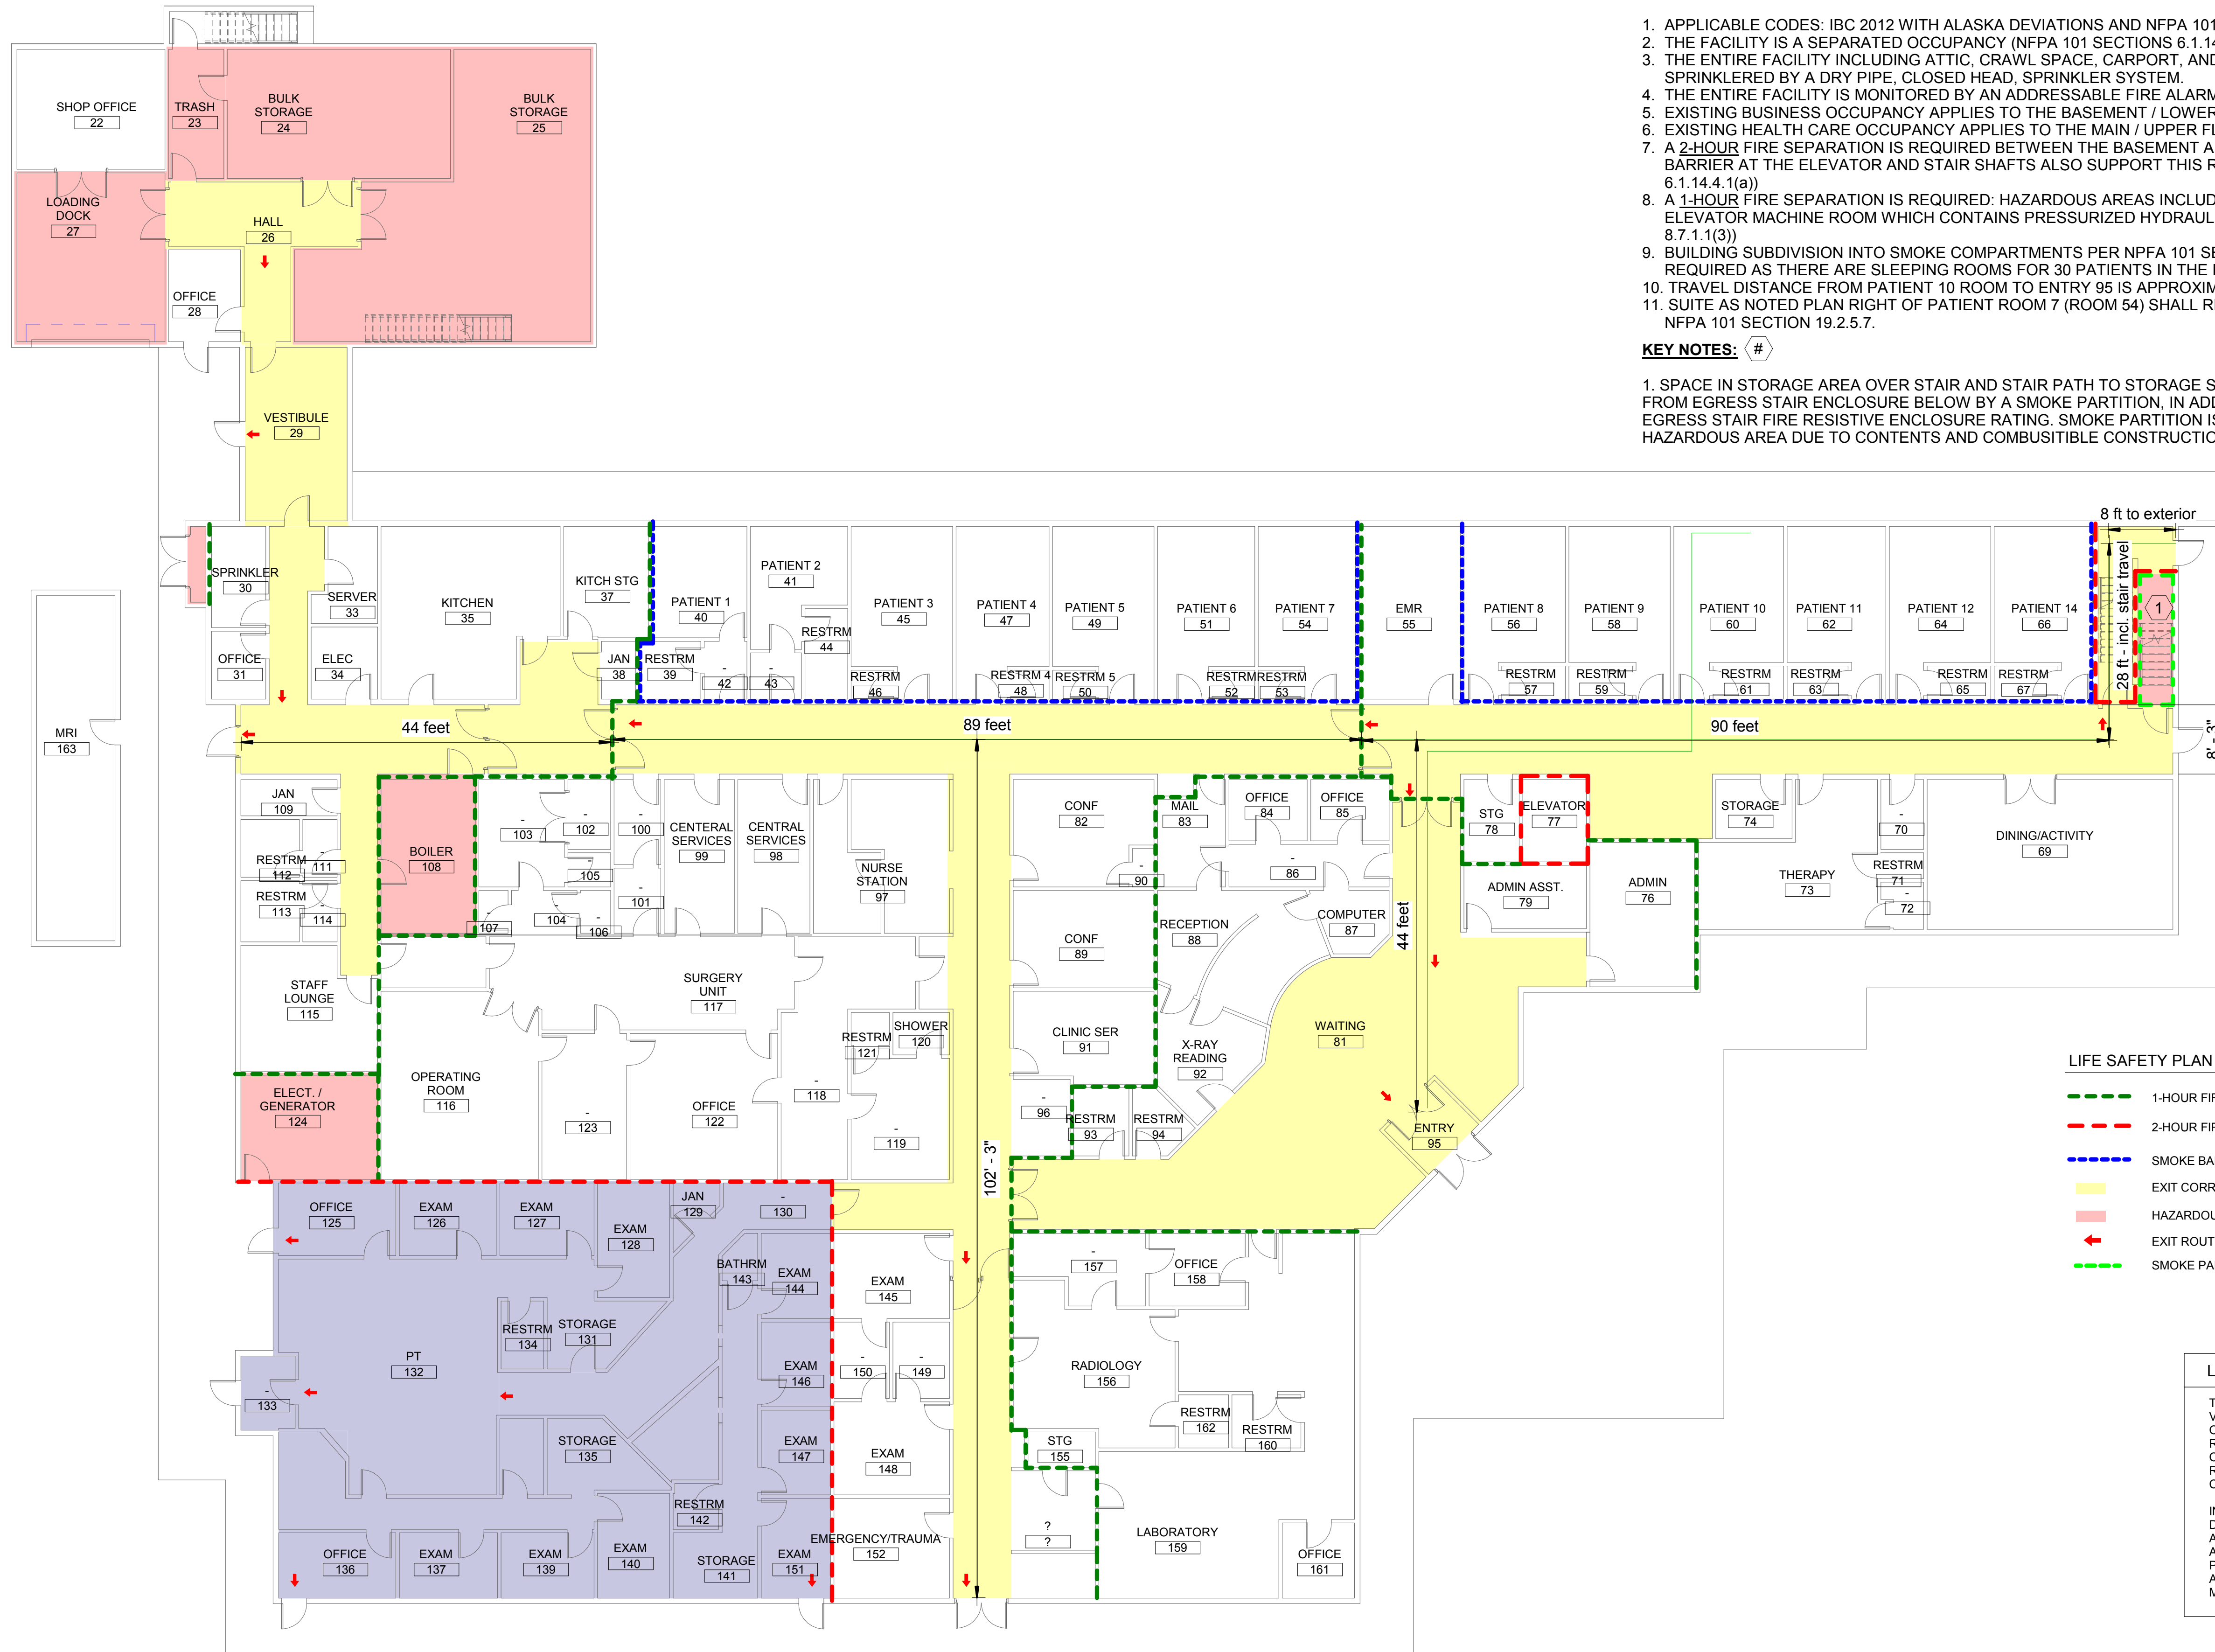 1. APPLICABLE CODES: IBC 2012 WITH ALASKA DEVIATIONS AND NFPA 101
2. THE FACILITY IS A SEPARATED OCCUPANCY (NFPA 101 SECTIONS 6.1.14
3. THE ENTIRE FACILITY INCLUDING ATTIC, CRAWL SPACE, CARPORT, AND
SPRINKLERED BY A DRY PIPE, CLOSED HEAD, SPRINKLER SYSTEM.
4. THE ENTIRE FACILITY IS MONITORED BY AN ADDRESSABLE FIRE ALARM
5. EXISTING BUSINESS OCCUPANCY APPLIES TO THE BASEMENT / LOWER
6. EXISTING HEALTH CARE OCCUPANCY APPLIES TO THE MAIN / UPPER FL
7. A 2-HOUR FIRE SEPARATION IS REQUIRED BETWEEN THE BASEMENT A
BARRIER AT THE ELEVATOR AND STAIR SHAFTS ALSO SUPPORT THIS R
6.1.14.4.1(a))
8. A 1-HOUR FIRE SEPARATION IS REQUIRED: HAZARDOUS AREAS INCLUD
ELEVATOR MACHINE ROOM WHICH CONTAINS PRESSURIZED HYDRAUL
8.7.1.1(3))
9. BUILDING SUBDIVISION INTO SMOKE COMPARTMENTS PER NPFA 101 SE
REQUIRED AS THERE ARE SLEEPING ROOMS FOR 30 PATIENTS IN THE
10. TRAVEL DISTANCE FROM PATIENT 10 ROOM TO ENTRY 95 IS APPROXIM
11. SUITE AS NOTED PLAN RIGHT OF PATIENT ROOM 7 (ROOM 54) SHALL R
NFPA 101 SECTION 19.2.5.7.
KEY NOTES: #
1. SPACE IN STORAGE AREA OVER STAIR AND STAIR PATH TO STORAGE S
FROM EGRESS STAIR ENCLOSURE BELOW BY A SMOKE PARTITION, IN ADD
EGRESS STAIR FIRE RESISTIVE ENCLOSURE RATING. SMOKE PARTITION IS
HAZARDOUS AREA DUE TO CONTENTS AND COMBUSITIBLE CONSTRUCTIO
SHOP OFFICE
22
TRASH
23
BULK
STORAGE
24
BULK
STORAGE
25
LOADING
DOCK
27
HALL
26
OFFICE
28
VESTIBULE
29
8 ft to exterior
28 ft - incl. stair travel
1
SPRINKLER
30
OFFICE
31
SERVER
33
ELEC
34
KITCHEN
35
KITCH STG
37
JAN
38
RESTRM
39
PATIENT 1
40
PATIENT 2
41
-
42
-
43
RESTRM
44
PATIENT 3
45
RESTRM
46
PATIENT 4
47
RESTRM 4
48
PATIENT 5
49
RESTRM 5
50
PATIENT 6
51
RESTRM
52
RESTRM
53
PATIENT 7
54
EMR
55
PATIENT 8
56
RESTRM
57
PATIENT 9
58
RESTRM
59
PATIENT 10
60
RESTRM
61
PATIENT 11
62
RESTRM
63
PATIENT 12
64
RESTRM
65
PATIENT 14
66
RESTRM
67
MRI
163
44 feet
89 feet
90 feet
8' - 3"
JAN
109
RESTRM
112
-
111
RESTRM
113
-
114
BOILER
108
-
103
-
102
-
105
-
107
-
104
-
106
-
100
-
101
CENTERAL
SERVICES
99
CENTRAL
SERVICES
98
NURSE
STATION
97
CONF
82
MAIL
83
OFFICE
84
OFFICE
85
-
86
-
90
COMPUTER
87
RECEPTION
88
CONF
89
44 feet
STG
78
ELEVATOR
77
ADMIN ASST.
79
ADMIN
76
STORAGE
74
THERAPY
73
-
70
RESTRM
71
-
72
DINING/ACTIVITY
69
STAFF
LOUNGE
115
SURGERY
UNIT
117
OPERATING
ROOM
116
-
123
OFFICE
122
-
118
RESTRM
121
SHOWER
120
-
119
CLINIC SER
91
X-RAY
READING
92
WAITING
81
-
96
RESTRM
93
RESTRM
94
ENTRY
95
102' - 3"
ELECT. /
GENERATOR
124
LIFE SAFETY PLAN
1-HOUR FI
2-HOUR FI
SMOKE BA
EXIT CORR
HAZARDOU
EXIT ROUT
SMOKE PA
OFFICE
125
EXAM
126
EXAM
127
EXAM
128
JAN
129
-
130
BATHRM
143
EXAM
144
EXAM
145
-
157
OFFICE
158
PT
132
-
133
RESTRM
134
STORAGE
131
EXAM
146
-
150
-
149
RADIOLOGY
156
RESTRM
162
RESTRM
160
STORAGE
135
EXAM
147
EXAM
148
STG
155
RESTRM
142
OFFICE
136
EXAM
137
EXAM
139
EXAM
140
STORAGE
141
EXAM
151
EMERGENCY/TRAUMA
152
?
?
LABORATORY
159
OFFICE
161
L
T
V
C
R
C
R
C
IN
D
A
A
P
A
M